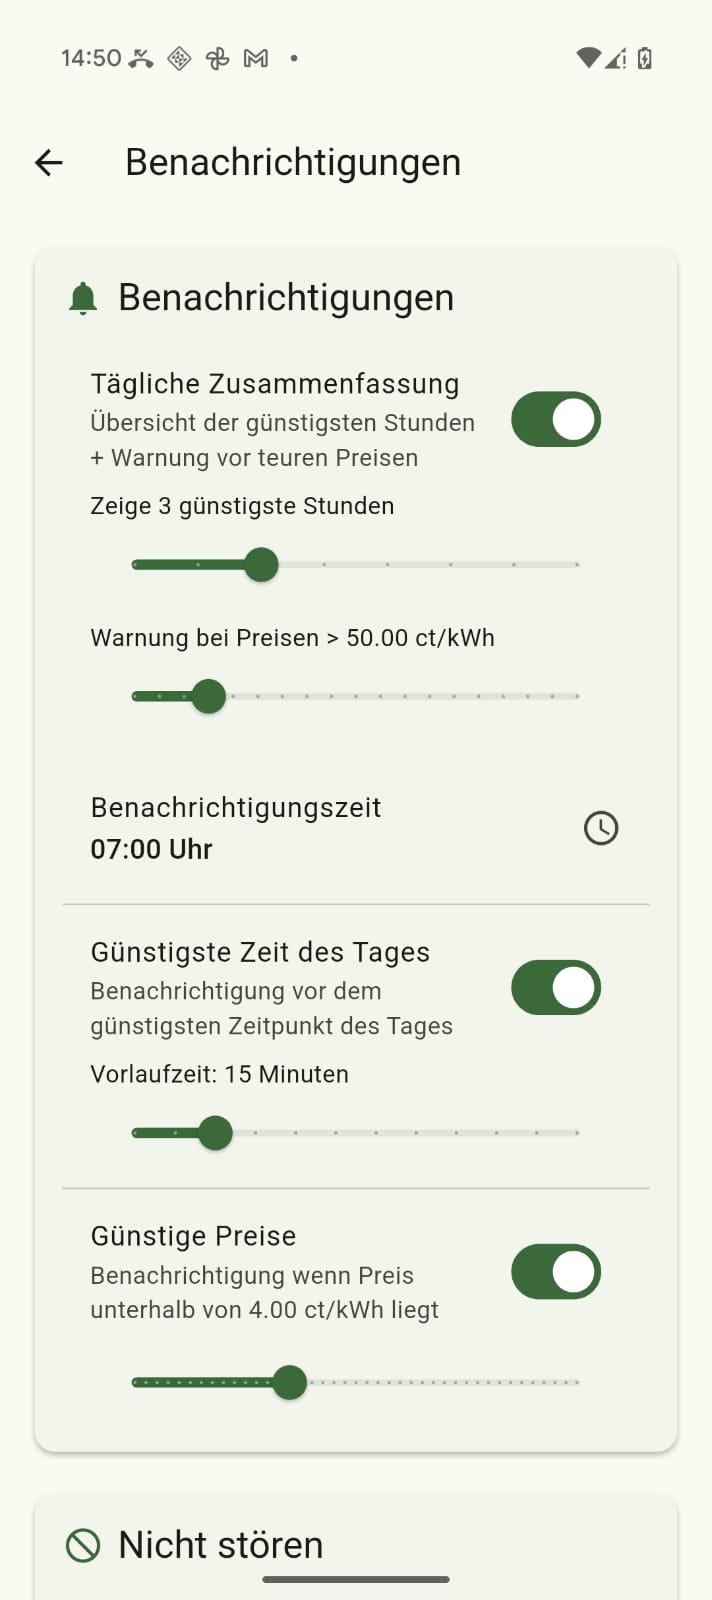 14:50
Benachrichtigungen
Benachrichtigungen
Tägliche Zusammenfassung
Übersicht der günstigsten Stunden
+ Warnung vor teuren Preisen
Zeige 3 günstigste Stunden
Warnung bei Preisen > 50.00 ct/kWh
Benachrichtigungszeit
07:00 Uhr
Günstigste Zeit des Tages
Benachrichtigung vor dem
günstigsten Zeitpunkt des Tages
Vorlaufzeit: 15 Minuten
Günstige Preise
Benachrichtigung wenn Preis
unterhalb von 4.00 ct/kWh liegt
Nicht stören